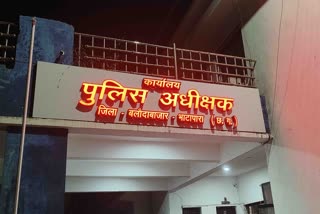 कार्यालय
पुलिस अधीक्षक
जिला - बलौदाबाजार - भाटापारा (छ.ग.)